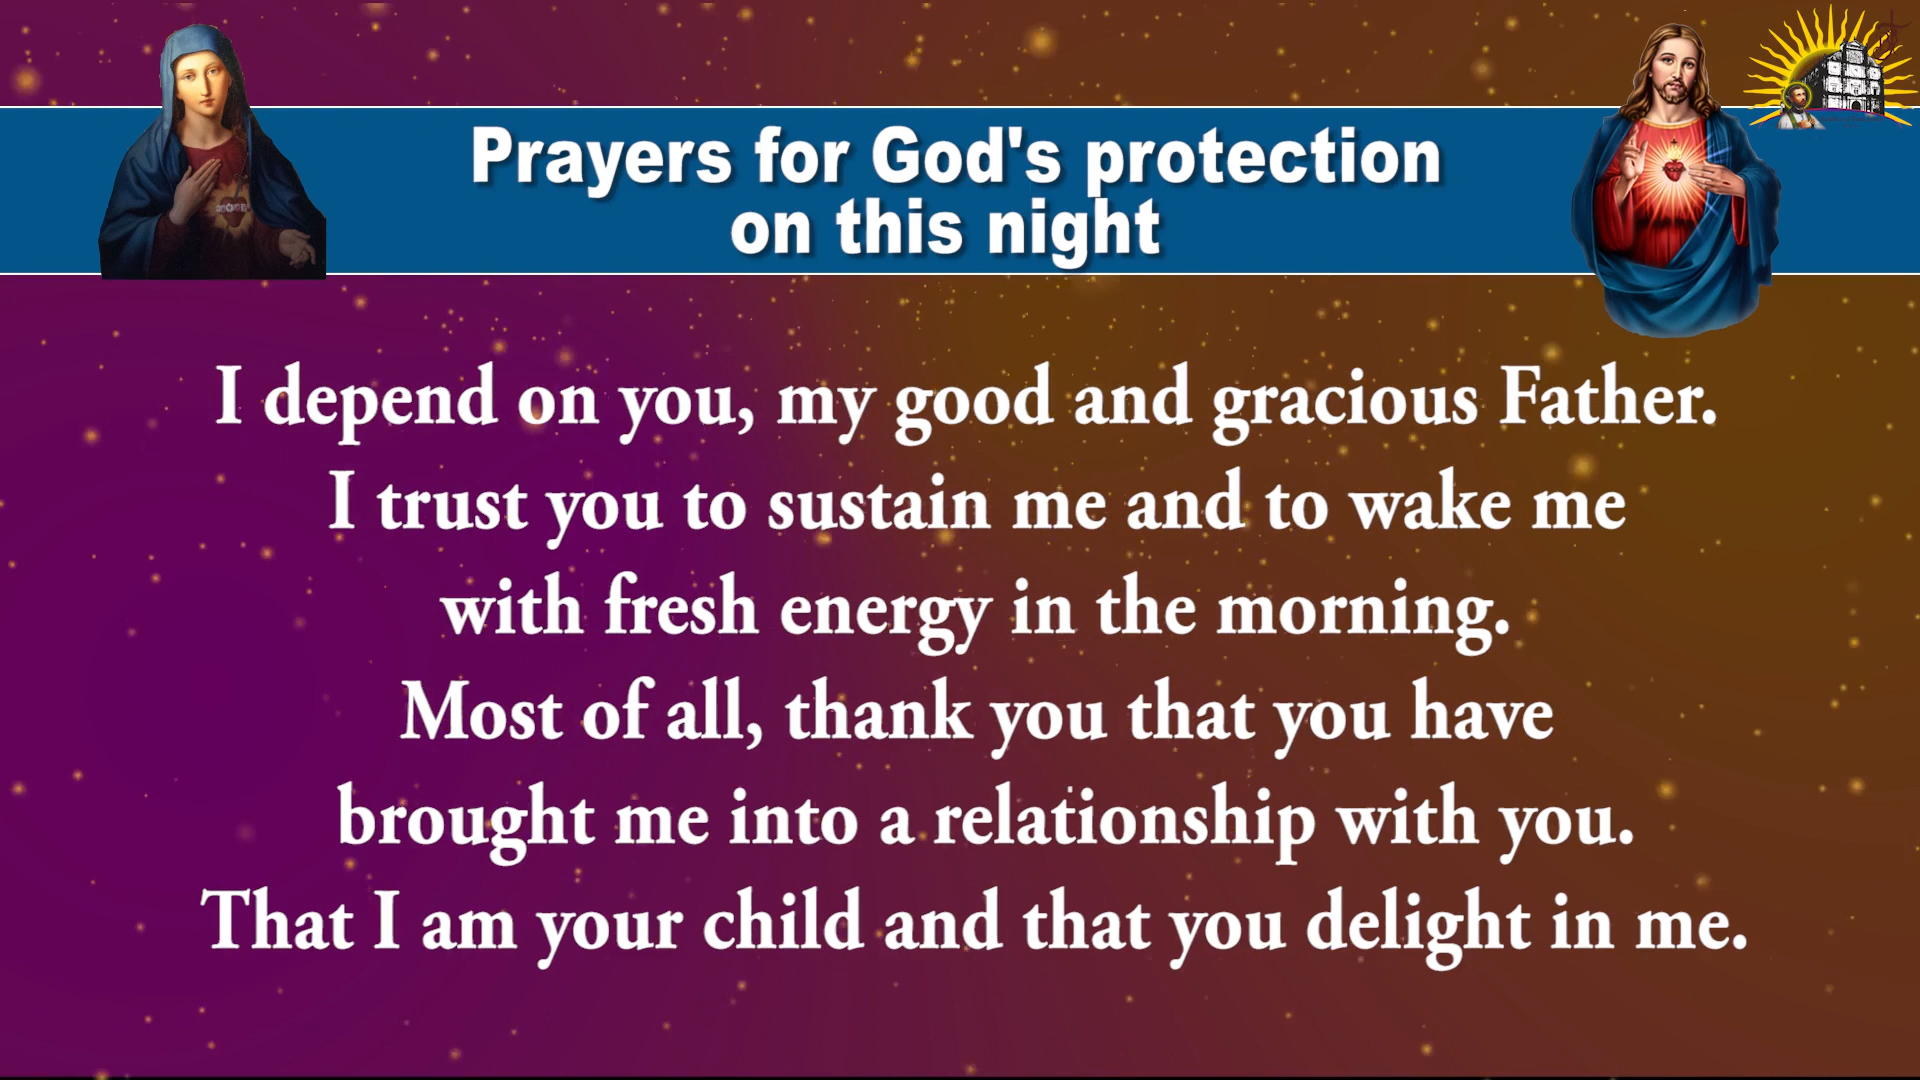 Prayers for God's protection
on this night
I depend on you, my good and gracious Father.
I trust you to sustain me and to wake me
with fresh energy in the morning.
Most of all, thank you that you have
brought me into a relationship with you.
That I am your child and that you delight in me.